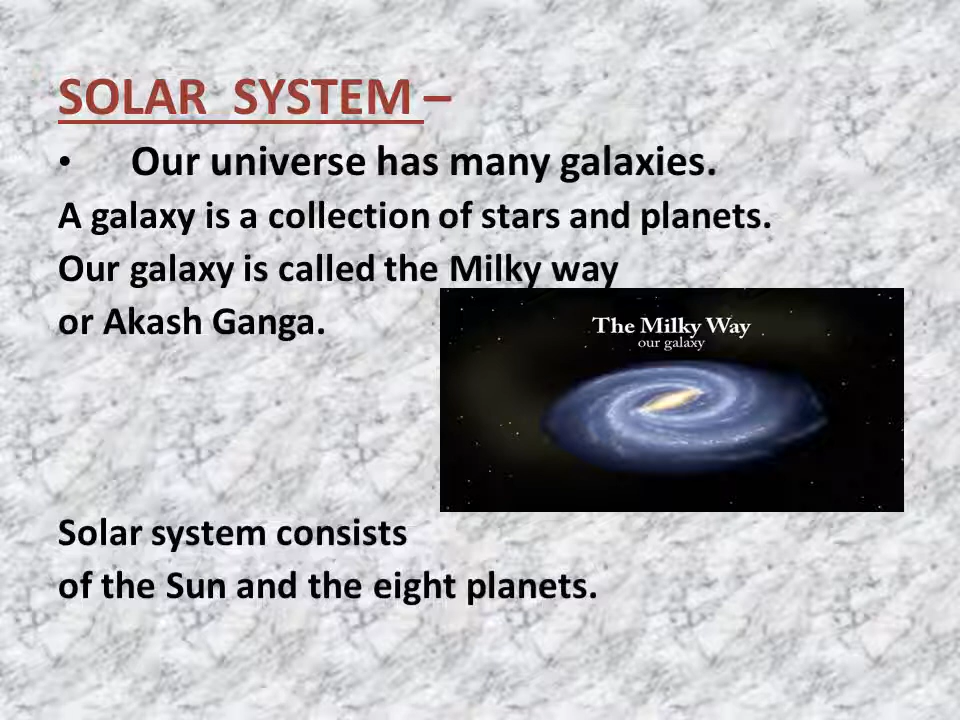 SOLAR SYSTEM –
• Our universe has many galaxies.
A galaxy is a collection of stars and planets.
Our galaxy is called the Milky way
or Akash Ganga.
The Milky Way
our galaxy
Solar system consists
of the Sun and the eight planets.